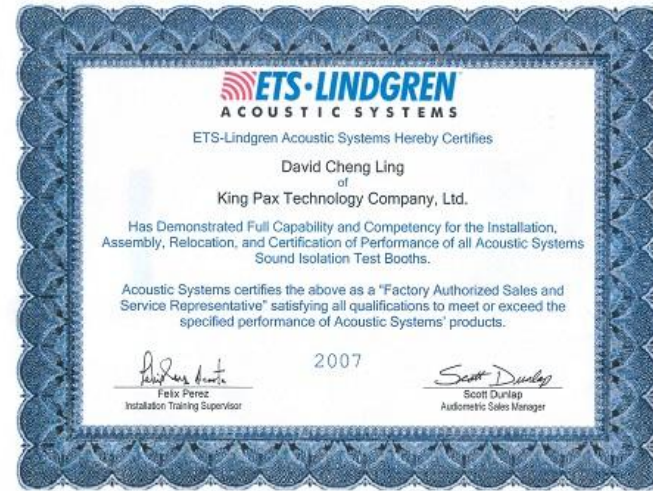 ETS·LINDGREN
ACOUSTIC SYSTEMS
ETS-Lindgren Acoustic Systems Hereby Certifies
David Cheng Ling
of
King Pax Technology Company, Ltd.
Has Demonstrated Full Capability and Competency for the Installation,
Assembly, Relocation, and Certification of Performance of all Acoustic Systems
Sound Isolation Test Booths.
Acoustic Systems certifies the above as a "Factory Authorized Sales and
Service Representative" satisfying all qualifications to meet or exceed the
specified performance of Acoustic Systems' products.
2007
Scott Dunlap
Felix Perez
Installation Training Supervisor
Scott Dunlap
Audiometric Sales Manager